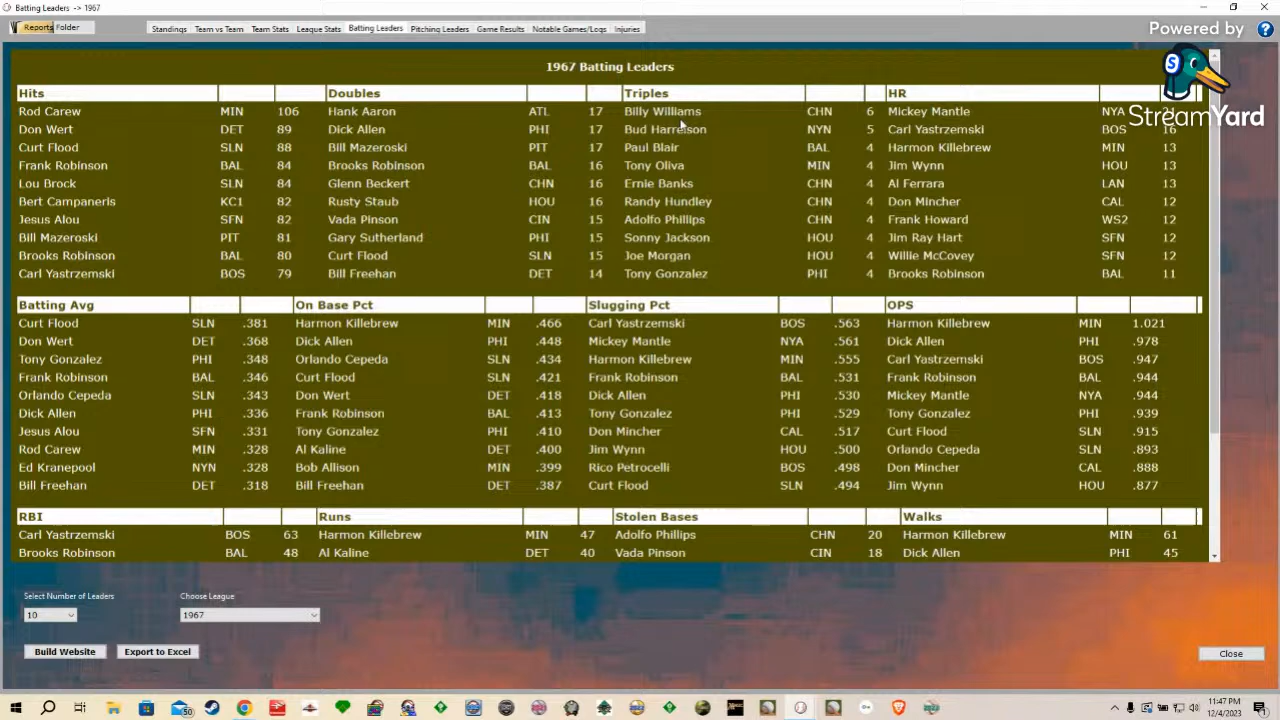 Batting Leaders -> 1967
Reports Folder Standings Team vs Team Team Stats League Stats Batting Leaders Pitching Leaders Game Results Notable Games/Logs Injuries
Powered by ?
S StreamYard
1967 Batting Leaders
Hits Doubles Triples HR
Rod Carew MIN 106 Hank Aaron ATL 17 Billy Williams CHN 6 Mickey Mantle NYA
Don Wert DET 89 Dick Allen PHI 17 Bud Harrelson NYN 5 Carl Yastrzemski BOS 16
Curt Flood SLN 88 Bill Mazeroski PIT 17 Paul Blair BAL 4 Harmon Killebrew MIN 13
Frank Robinson BAL 84 Brooks Robinson BAL 16 Tony Oliva MIN 4 Jim Wynn HOU 13
Lou Brock SLN 84 Glenn Beckert CHN 16 Ernie Banks CHN 4 Al Ferrara LAN 13
Bert Campaneris KC1 82 Rusty Staub HOU 16 Randy Hundley CHN 4 Don Mincher CAL 12
Jesus Alou SFN 82 Vada Pinson CIN 15 Adolfo Phillips CHN 4 Frank Howard WS2 12
Bill Mazeroski PIT 81 Gary Sutherland PHI 15 Sonny Jackson HOU 4 Jim Ray Hart SFN 12
Brooks Robinson BAL 80 Curt Flood SLN 15 Joe Morgan HOU 4 Willie McCovey SFN 12
Carl Yastrzemski BOS 79 Bill Freehan DET 14 Tony Gonzalez PHI 4 Brooks Robinson BAL 11
Batting Avg On Base Pct Slugging Pct OPS
Curt Flood SLN .381 Harmon Killebrew MIN .466 Carl Yastrzemski BOS .563 Harmon Killebrew MIN 1.021
Don Wert DET .368 Dick Allen PHI .448 Mickey Mantle NYA .561 Dick Allen PHI .978
Tony Gonzalez PHI .348 Orlando Cepeda SLN .434 Harmon Killebrew MIN .555 Carl Yastrzemski BOS .947
Frank Robinson BAL .346 Curt Flood SLN .421 Frank Robinson BAL .531 Frank Robinson BAL .944
Orlando Cepeda SLN .343 Don Wert DET .418 Dick Allen PHI .530 Mickey Mantle NYA .944
Dick Allen PHI .336 Frank Robinson BAL .413 Tony Gonzalez PHI .529 Tony Gonzalez PHI .939
Jesus Alou SFN .331 Tony Gonzalez PHI .410 Don Mincher CAL .517 Curt Flood SLN .915
Rod Carew MIN .328 Al Kaline DET .400 Jim Wynn HOU .500 Orlando Cepeda SLN .893
Ed Kranepool NYN .328 Bob Allison MIN .399 Rico Petrocelli BOS .498 Don Mincher CAL .888
Bill Freehan DET .318 Bill Freehan DET .387 Curt Flood SLN .494 Jim Wynn HOU .877
RBI Runs Stolen Bases Walks
Carl Yastrzemski BOS 63 Harmon Killebrew MIN 47 Adolfo Phillips CHN 20 Harmon Killebrew MIN 61
Brooks Robinson BAL 48 Al Kaline DET 40 Vada Pinson CIN 18 Dick Allen PHI 45
Select Number of Leaders Choose League
10 1967
Build Website Export to Excel Close
50
11:47 PM
12/4/2023